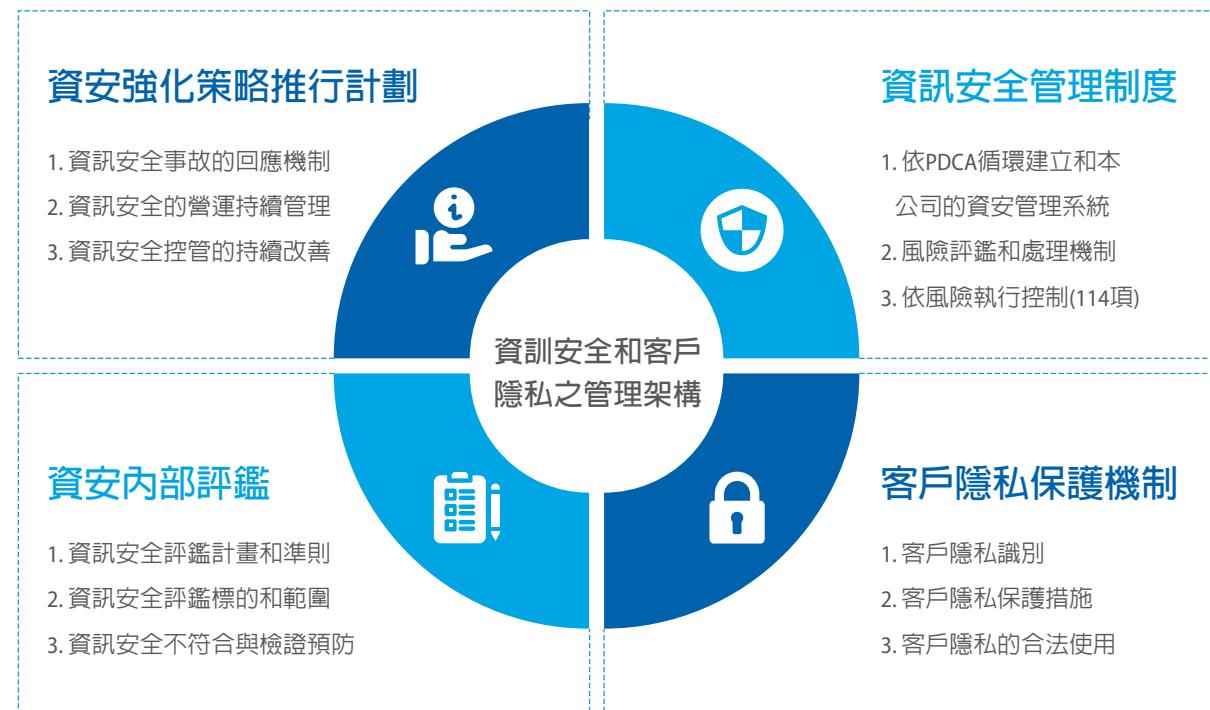 資安強化策略推行計劃
1. 資訊安全事故的回應機制
2. 資訊安全的營運持續管理
3. 資訊安全控管的持續改善
資訊安全管理制度
1. 依PDCA循環建立和本
公司的資安管理系統
2. 風險評鑑和處理機制
3. 依風險執行控制(114項)
資訓安全和客戶
隱私之管理架構
資安內部評鑑
1. 資訊安全評鑑計畫和準則
2. 資訊安全評鑑標的和範圍
3. 資訊安全不符合與檢證預防
客戶隱私保護機制
1. 客戶隱私識別
2. 客戶隱私保護措施
3. 客戶隱私的合法使用